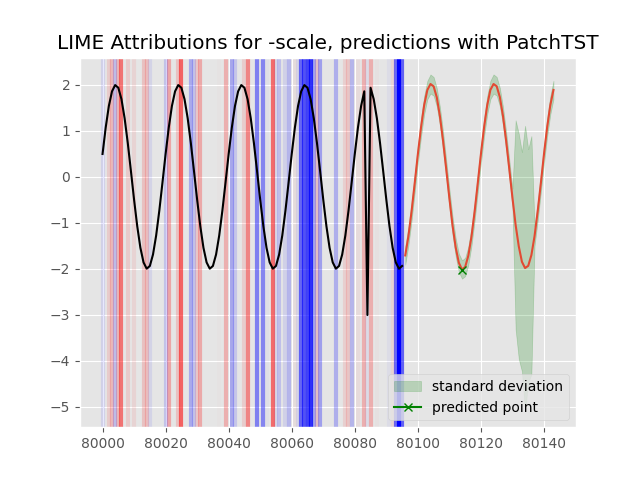 LIME Attributions for -scale, predictions with PatchTST
2
1
0
−1
−2
−3
−4
−5
standard deviation
predicted point
80000 80020 80040 80060 80080 80100 80120 80140